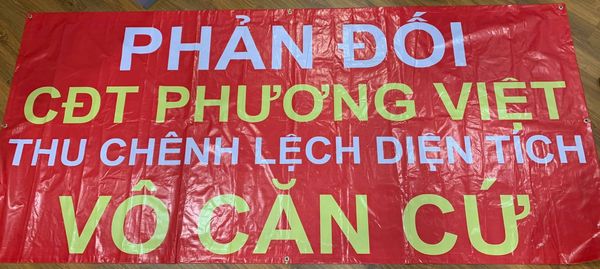 PHẢN ĐỐI
CĐT PHƯƠNG VIỆT
THU CHÊNH LỆCH DIỆN TÍCH
VÔ CĂN CỨ